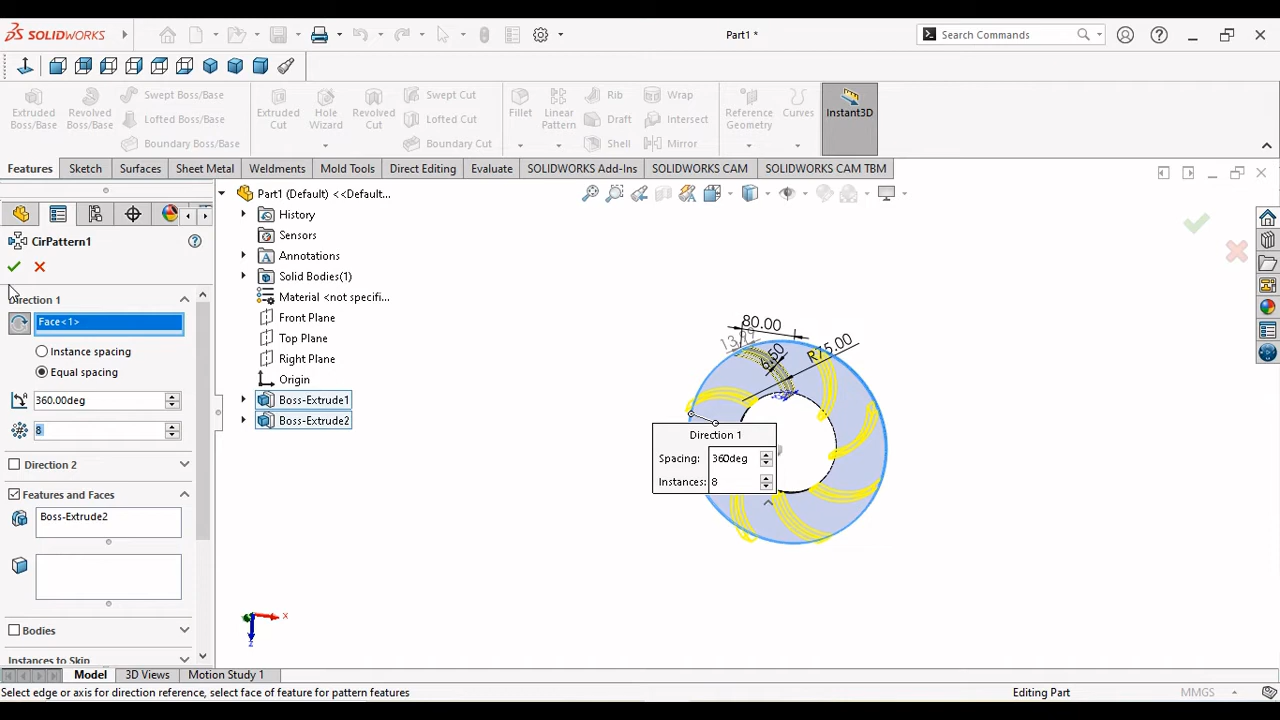 SOLIDWORKS
Part1 *
Search Commands
Extruded Boss/Base
Revolved Boss/Base
Swept Boss/Base
Lofted Boss/Base
Boundary Boss/Base
Extruded Cut
Hole Wizard
Revolved Cut
Swept Cut
Lofted Cut
Boundary Cut
Fillet
Linear Pattern
Rib
Draft
Shell
Wrap
Intersect
Mirror
Reference Geometry
Curves
Instant3D
Features
Sketch
Surfaces
Sheet Metal
Weldments
Mold Tools
Direct Editing
Evaluate
SOLIDWORKS Add-Ins
SOLIDWORKS CAM
SOLIDWORKS CAM TBM
CirPattern1
Direction 1
Face<1>
Instance spacing
Equal spacing
360.00deg
8
Direction 2
Features and Faces
Boss-Extrude2
Bodies
Instances to Skip
Part1 (Default) <<Default...
History
Sensors
Annotations
Solid Bodies(1)
Material <not specifi...
Front Plane
Top Plane
Right Plane
Origin
Boss-Extrude1
Boss-Extrude2
80.00
6.50
R75.00
Direction 1
Spacing: 360deg
Instances: 8
x
z
Model
3D Views
Motion Study 1
Select edge or axis for direction reference, select face of feature for pattern features
Editing Part
MMGS